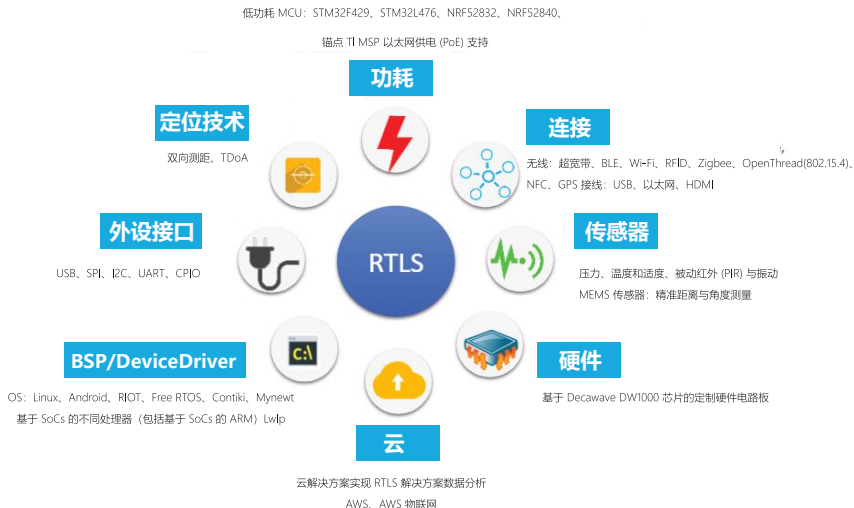 低功耗 MCU：STM32F429、STM32L476、NRF52832、NRF52840、
锚点 TI MSP 以太网供电 (PoE) 支持
功耗
定位技术
双向测距、TDoA
连接
无线：超宽带、BLE、Wi-Fi、RFID、Zigbee、OpenThread(802.15.4)、
NFC、GPS 接线：USB、以太网、HDMI
外设接口
USB、SPI、I2C、UART、CPIO
RTLS
传感器
压力、温度和适度、被动红外 (PIR) 与振动
MEMS 传感器：精准距离与角度测量
BSP/DeviceDriver
OS：Linux、Android、RIOT、Free RTOS、Contiki、Mynewt
基于 SoCs 的不同处理器（包括基于 SoCs 的 ARM）Lwlp
C:\
硬件
基于 Decawave DW1000 芯片的定制硬件电路板
云
云解决方案实现 RTLS 解决方案数据分析
AWS、AWS 物联网